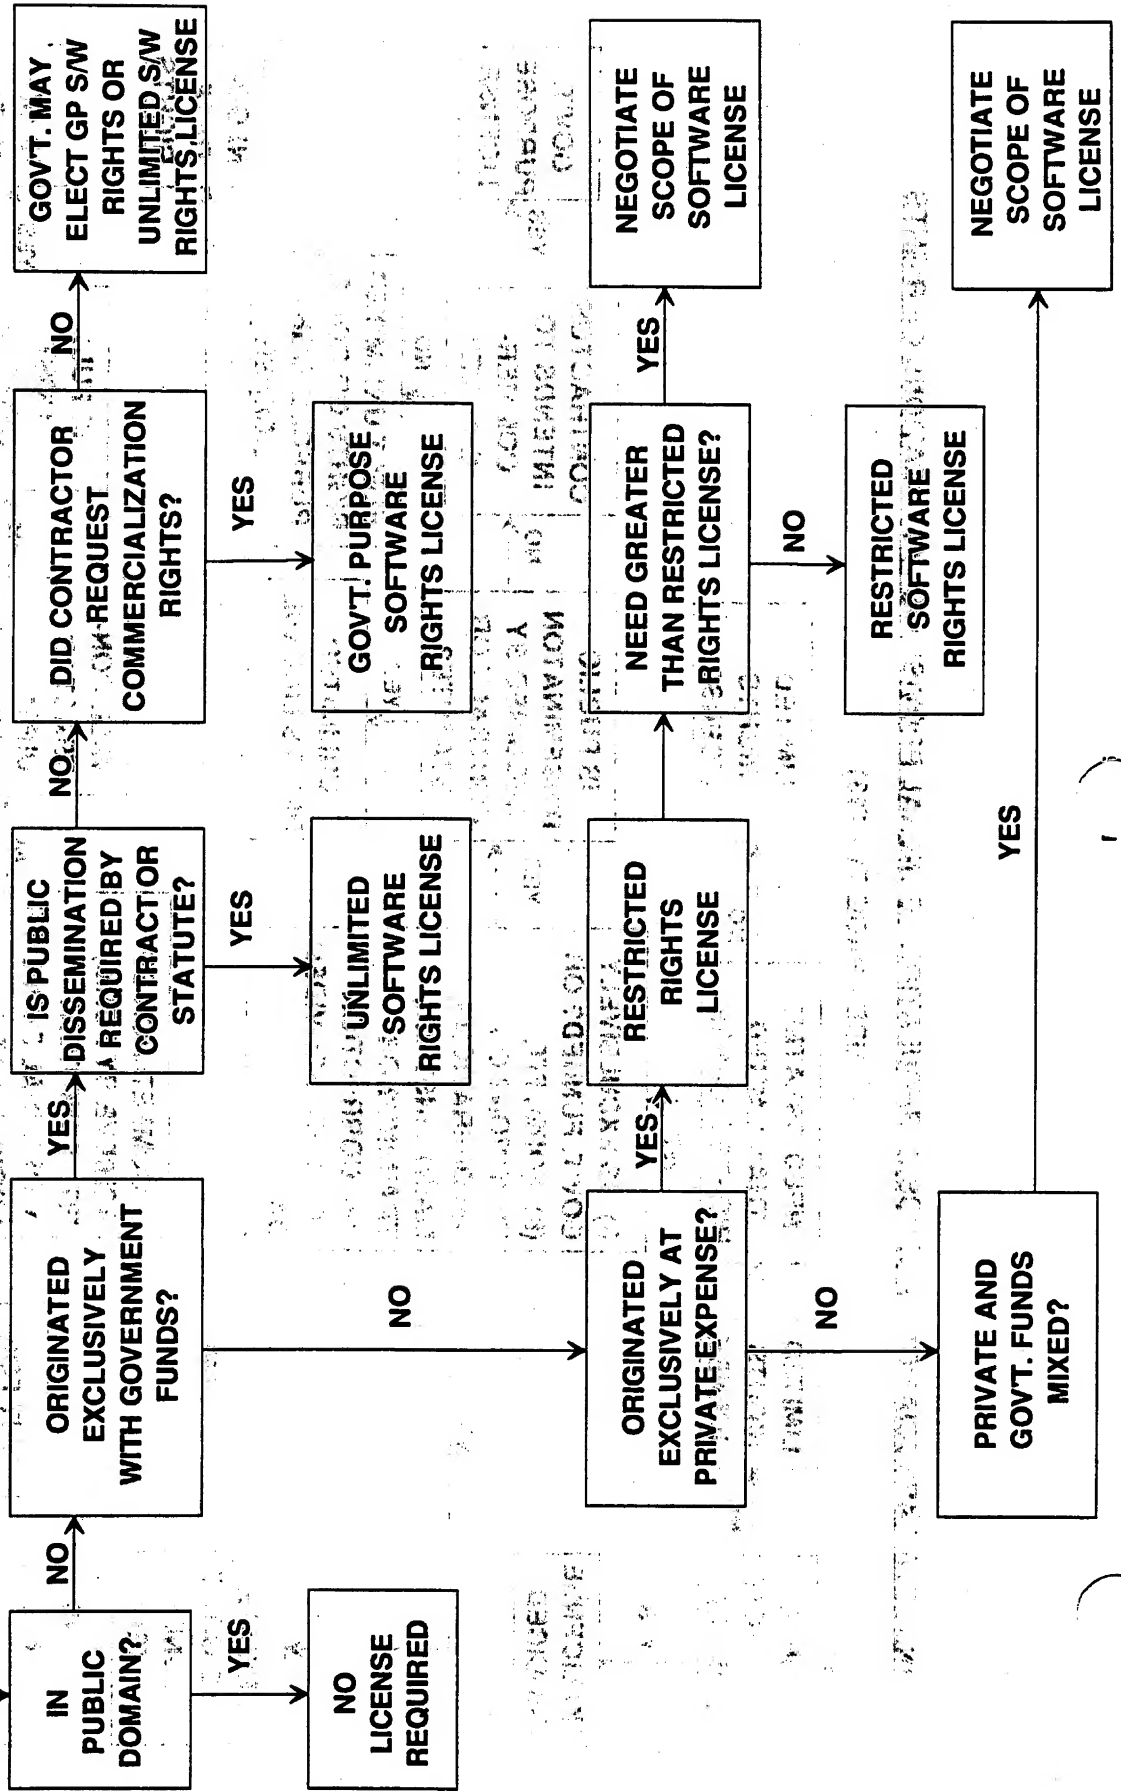 IN
PUBLIC
DOMAIN?
NO
YES
NO
LICENSE
REQUIRED
ORIGINATED
EXCLUSIVELY
WITH GOVERNMENT
FUNDS?
YES
NO
IS PUBLIC
DISSEMINATION
REQUIRED BY
CONTRACT OR
STATUTE?
NO
YES
UNLIMITED
SOFTWARE
RIGHTS LICENSE
DID CONTRACTOR
REQUEST
COMMERCIALIZATION
RIGHTS?
NO
YES
GOV'T. PURPOSE
SOFTWARE
RIGHTS LICENSE
GOV'T. MAY
ELECT GP S/W
RIGHTS OR
UNLIMITED S/W
RIGHTS LICENSE
ORIGINATED
EXCLUSIVELY AT
PRIVATE EXPENSE?
YES
NO
RESTRICTED
RIGHTS
LICENSE
NEED GREATER
THAN RESTRICTED
RIGHTS LICENSE?
YES
NO
NEGOTIATE
SCOPE OF
SOFTWARE
LICENSE
RESTRICTED
SOFTWARE
RIGHTS LICENSE
PRIVATE AND
GOV'T. FUNDS
MIXED?
YES
NEGOTIATE
SCOPE OF
SOFTWARE
LICENSE